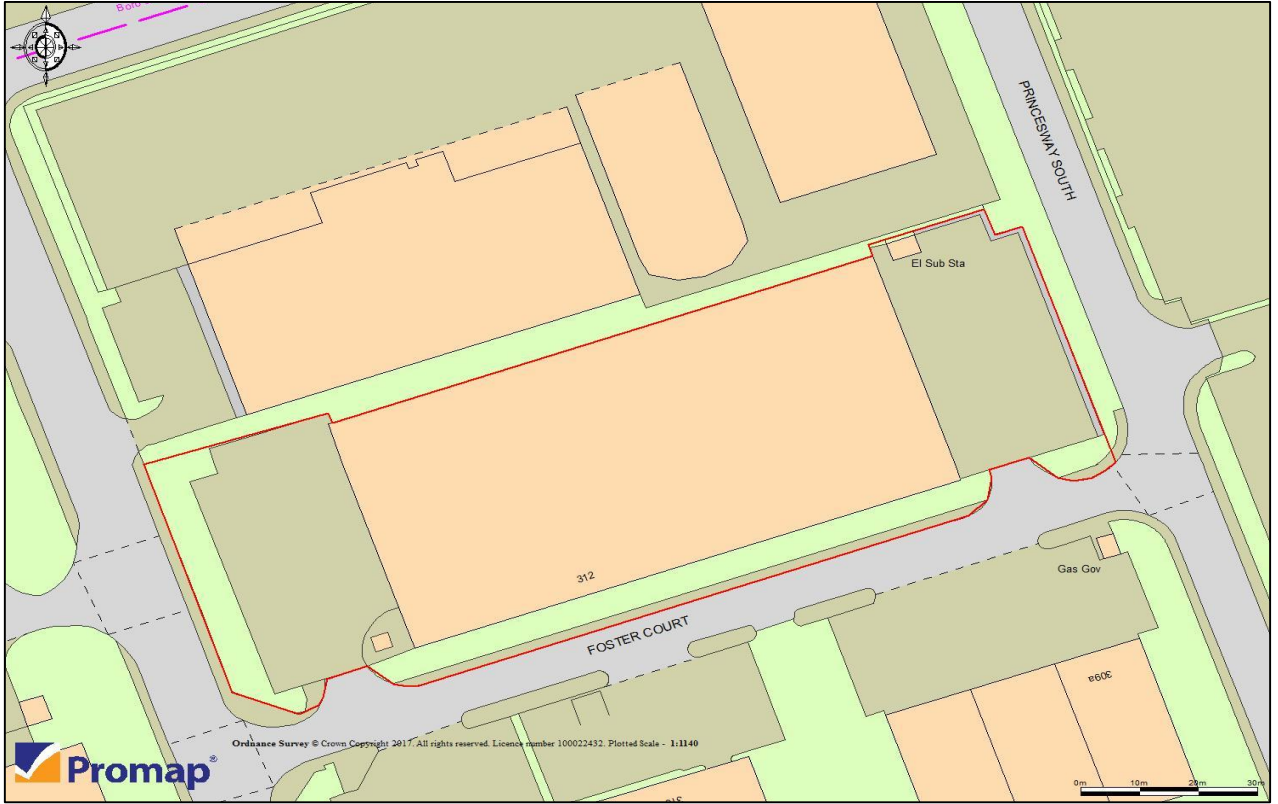 Boro
PRINCESWAY SOUTH
El Sub Sta
312
Gas Gov
FOSTER COURT
309a
Ordnance Survey © Crown Copyright 2017. All rights reserved. Licence number 100022432. Plotted Scale - 1:1140
Promap®
0m 10m 20m 30m